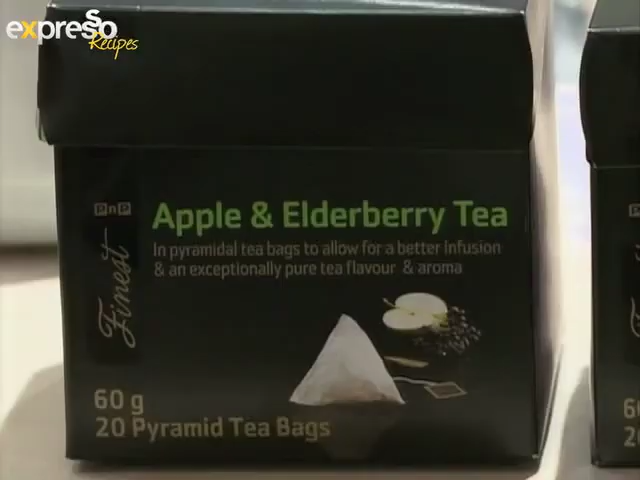 expresso
Recipes
PnP
Finest
Apple & Elderberry Tea
In pyramidal tea bags to allow for a better infusion
& an exceptionally pure tea flavour & aroma
60 g
20 Pyramid Tea Bags